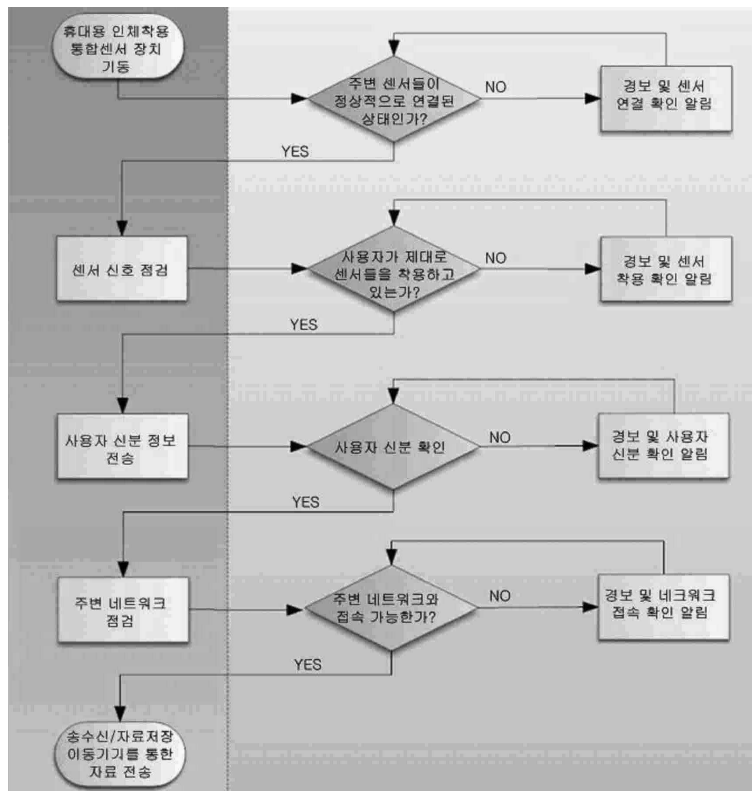 휴대용 인체착용
통합센서 장치
기동
주변 센서들이
정상적으로 연결된
상태인가?
NO
경보 및 센서
연결 확인 알림
YES
센서 신호 점검
사용자가 제대로
센서들을 착용하고
있는가?
NO
경보 및 센서
착용 확인 알림
YES
사용자 신분 정보
전송
사용자 신분 확인
NO
경보 및 사용자
신분 확인 알림
YES
주변 네트워크
점검
주변 네트워크와
접속 가능한가?
NO
경보 및 네크워크
접속 확인 알림
YES
송수신/자료저장
이동기기를 통한
자료 전송